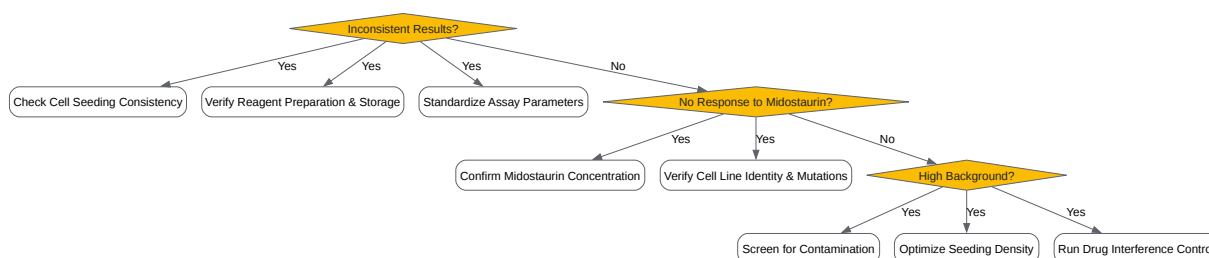 Inconsistent Results?
Yes
Yes
Yes
No
Check Cell Seeding Consistency
Verify Reagent Preparation & Storage
Standardize Assay Parameters
No Response to Midostaurin?
Yes
Yes
No
Confirm Midostaurin Concentration
Verify Cell Line Identity & Mutations
High Background?
Yes
Yes
Yes
Screen for Contamination
Optimize Seeding Density
Run Drug Interference Contro